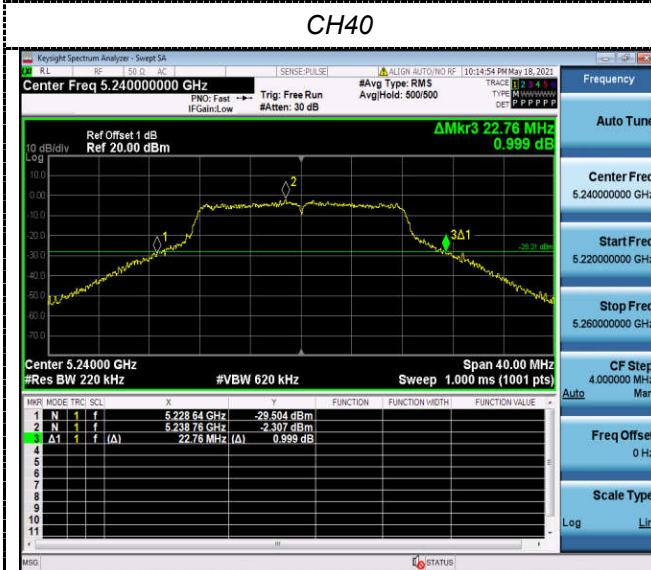 CH40
Keysight Spectrum Analyzer - Swept SA
RL RF 50 Ω AC SENSE:PULSE ALIGN AUTO/NO RF 10:14:54 PM May 18, 2021
Center Freq 5.240000000 GHz
PNO: Fast
IFGain:Low
Trig: Free Run
#Atten: 30 dB
#Avg Type: RMS
Avg|Hold: 500/500
TRACE 1 2 3 4 5 6
TYPE M WWWWW
DET P P P P P P
Ref Offset 1 dB
10 dB/div Ref 20.00 dBm
Log
ΔMkr3 22.76 MHz
0.999 dB
10.0
0.00
-10.0
-20.0
-30.0
-40.0
-50.0
-60.0
-70.0
1
2
3Δ1
-28.31 dBm
Center 5.24000 GHz Span 40.00 MHz
#Res BW 220 kHz #VBW 620 kHz Sweep 1.000 ms (1001 pts)
MKR MODE TRC SCL X Y FUNCTION FUNCTION WIDTH FUNCTION VALUE
1 N 1 f 5.228 64 GHz -29.504 dBm
2 N 1 f 5.238 76 GHz -2.307 dBm
3 Δ1 1 f (Δ) 22.76 MHz (Δ) 0.999 dB
4
5
6
7
8
9
10
11
MSG STATUS
Frequency
Auto Tune
Center Freq
5.240000000 GHz
Start Freq
5.220000000 GHz
Stop Freq
5.260000000 GHz
CF Step
4.000000 MHz
Auto Man
Freq Offset
0 Hz
Scale Type
Log Lin